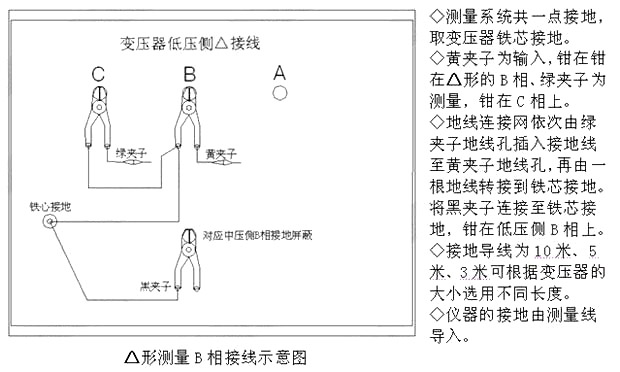 变压器低压侧△接线
C B A
绿夹子 黄夹子
铁心接地
对应中压侧B相接地屏蔽
黑夹子
△形测量B相接线示意图
◇测量系统共一点接地,
取变压器铁芯接地。
◇黄夹子为输入,钳在钳
在△形的B相、绿夹子为
测量，钳在C相上。
◇地线连接网依次由绿
夹子地线孔插入接地线
至黄夹子地线孔,再由一
根地线转接到铁芯接地。
将黑夹子连接至铁芯接
地，钳在低压侧B相上。
◇接地导线为10米、5
米、3米可根据变压器的
大小选用不同长度。
◇仪器的接地由测量线
导入。